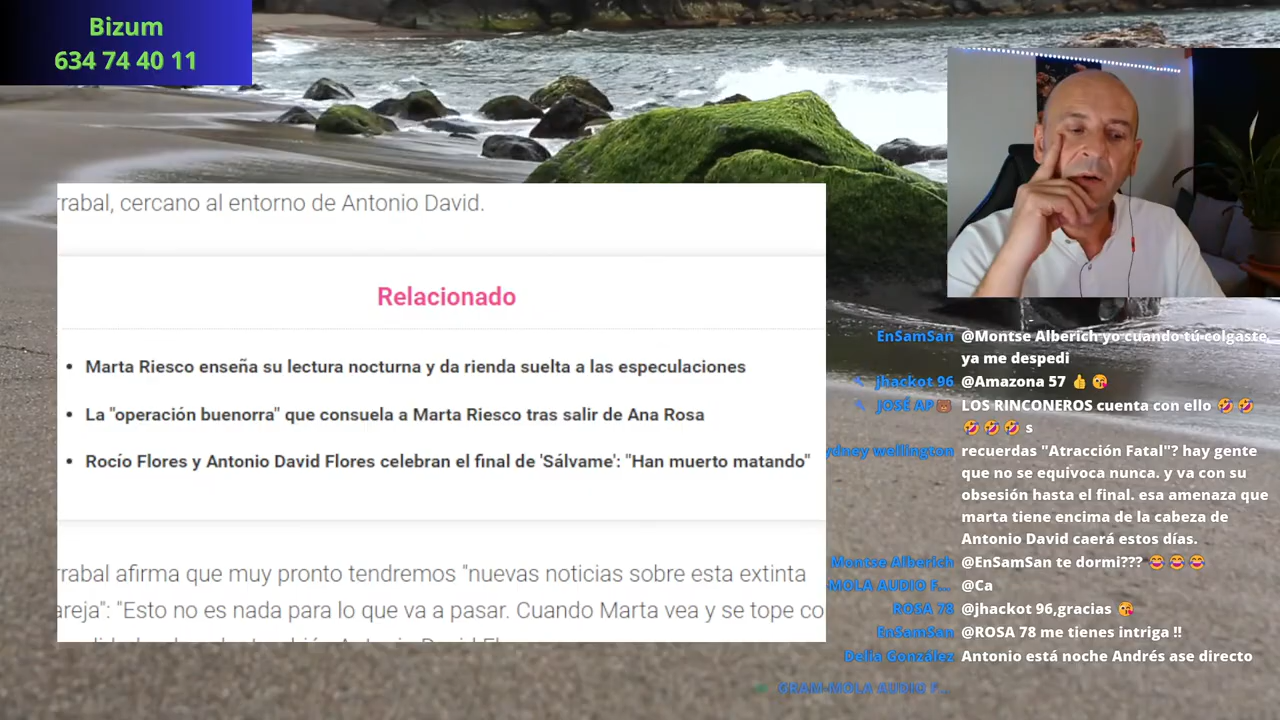 Bizum
634 74 40 11
rrabal, cercano al entorno de Antonio David.
Relacionado
• Marta Riesco enseña su lectura nocturna y da rienda suelta a las especulaciones
• La "operación buenorra" que consuela a Marta Riesco tras salir de Ana Rosa
• Rocío Flores y Antonio David Flores celebran el final de 'Sálvame': "Han muerto matando"
rrabal afirma que muy pronto tendremos "nuevas noticias sobre esta extinta
areja": "Esto no es nada para lo que va a pasar. Cuando Marta vea y se tope co
EnSamSan @Montse Alberich yo cuando tú colgaste,
ya me despedi
jhackot 96 @Amazona 57 👍 😘
JOSÉ AP🐻 LOS RINCONEROS cuenta con ello 🤣 🤣
🤣 🤣 🤣 s
ydney wellington recuerdas "Atracción Fatal"? hay gente
que no se equivoca nunca. y va con su
obsesión hasta el final. esa amenaza que
marta tiene encima de la cabeza de
Antonio David caerá estos días.
Montse Alberich @EnSamSan te dormi??? 😂 😂 😂
MOLA AUDIO F... @Ca
ROSA 78 @jhackot 96,gracias 😘
EnSamSan @ROSA 78 me tienes intriga !!
Delia González Antonio está noche Andrés ase directo
GRAM-MOLA AUDIO F...